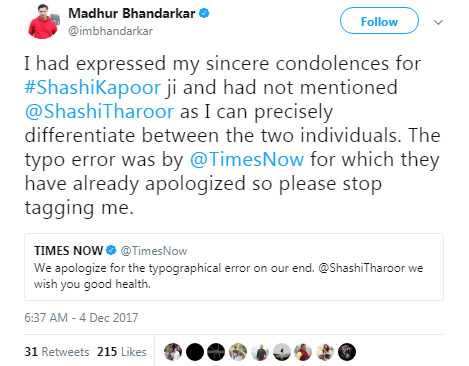 Madhur Bhandarkar
@imbhandarkar
Follow
I had expressed my sincere condolences for
#ShashiKapoor ji and had not mentioned
@ShashiTharoor as I can precisely
differentiate between the two individuals. The
typo error was by @TimesNow for which they
have already apologized so please stop
tagging me.
TIMES NOW @TimesNow
We apologize for the typographical error on our end. @ShashiTharoor we
wish you good health.
6:37 AM - 4 Dec 2017
31 Retweets 215 Likes